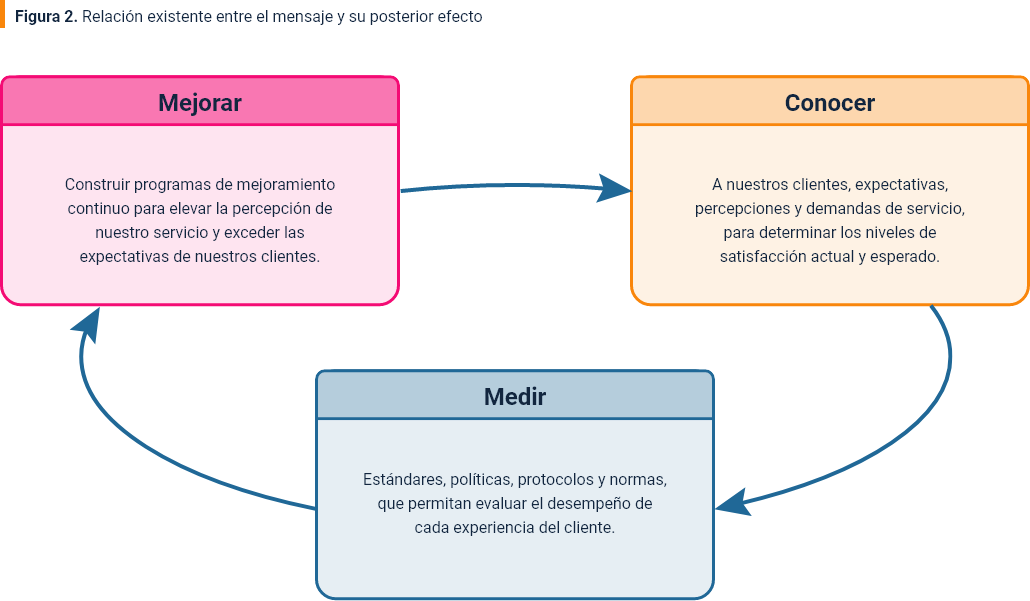 Figura 2. Relación existente entre el mensaje y su posterior efecto
Mejorar
Construir programas de mejoramiento
continuo para elevar la percepción de
nuestro servicio y exceder las
expectativas de nuestros clientes.
Conocer
A nuestros clientes, expectativas,
percepciones y demandas de servicio,
para determinar los niveles de
satisfacción actual y esperado.
Medir
Estándares, políticas, protocolos y normas,
que permitan evaluar el desempeño de
cada experiencia del cliente.